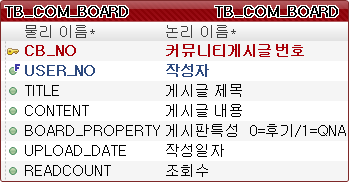 TB_COM_BOARD TB_COM_BOARD
물리 이름* 논리 이름*
CB_NO 커뮤니티게시글 번호
F USER_NO 작성자
TITLE 게시글 제목
CONTENT 게시글 내용
BOARD_PROPERTY 게시판특성 0=후기/1=QNA
UPLOAD_DATE 작성일자
READCOUNT 조회수